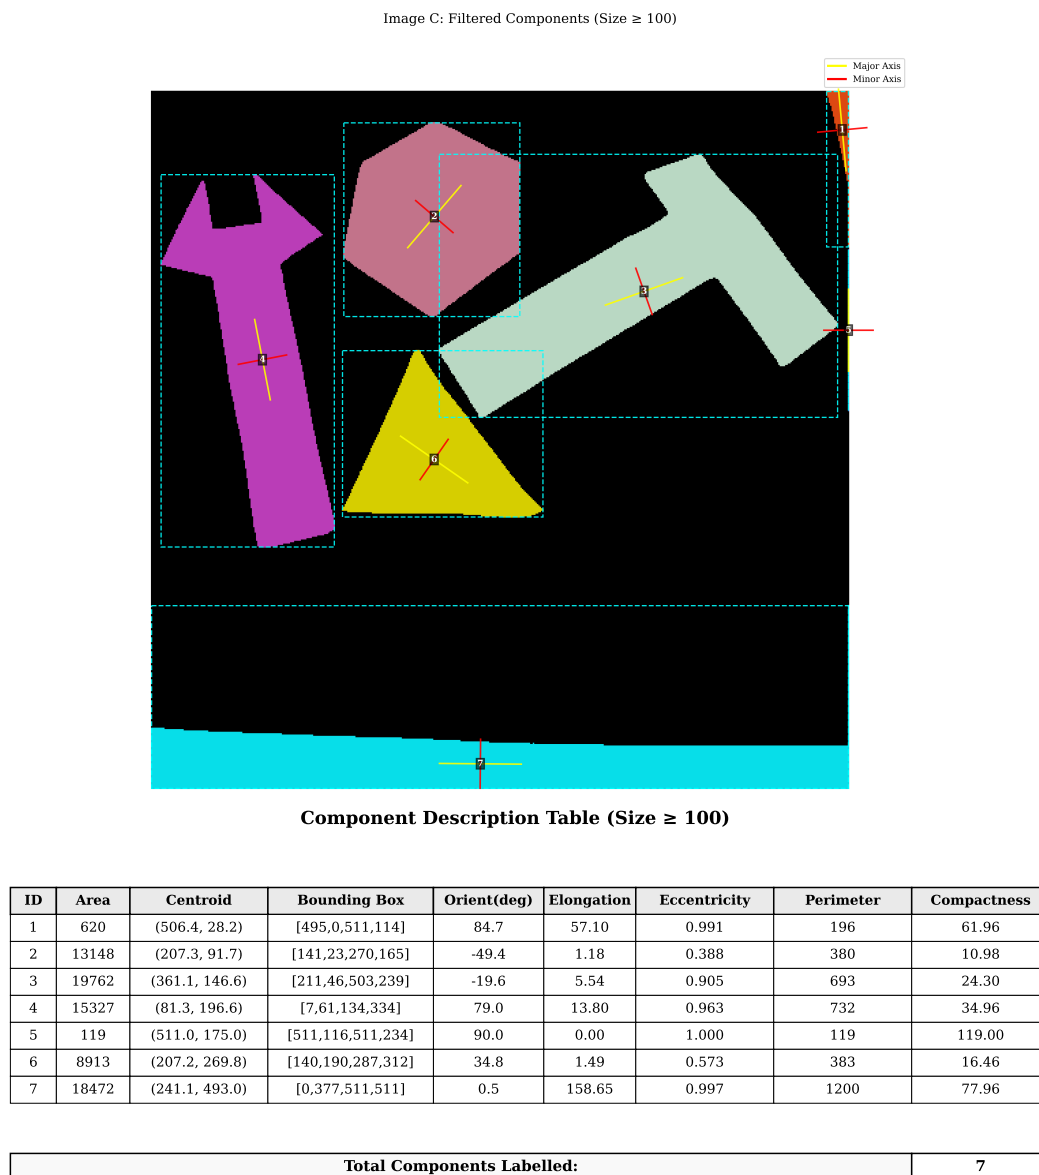 Image C: Filtered Components (Size ≥ 100)
Major Axis
Minor Axis
1
2
3
5
4
6
7
Component Description Table (Size ≥ 100)
ID Area Centroid Bounding Box Orient(deg) Elongation Eccentricity Perimeter Compactness
1 620 (506.4, 28.2) [495,0,511,114] 84.7 57.10 0.991 196 61.96
2 13148 (207.3, 91.7) [141,23,270,165] -49.4 1.18 0.388 380 10.98
3 19762 (361.1, 146.6) [211,46,503,239] -19.6 5.54 0.905 693 24.30
4 15327 (81.3, 196.6) [7,61,134,334] 79.0 13.80 0.963 732 34.96
5 119 (511.0, 175.0) [511,116,511,234] 90.0 0.00 1.000 119 119.00
6 8913 (207.2, 269.8) [140,190,287,312] 34.8 1.49 0.573 383 16.46
7 18472 (241.1, 493.0) [0,377,511,511] 0.5 158.65 0.997 1200 77.96
Total Components Labelled: 7